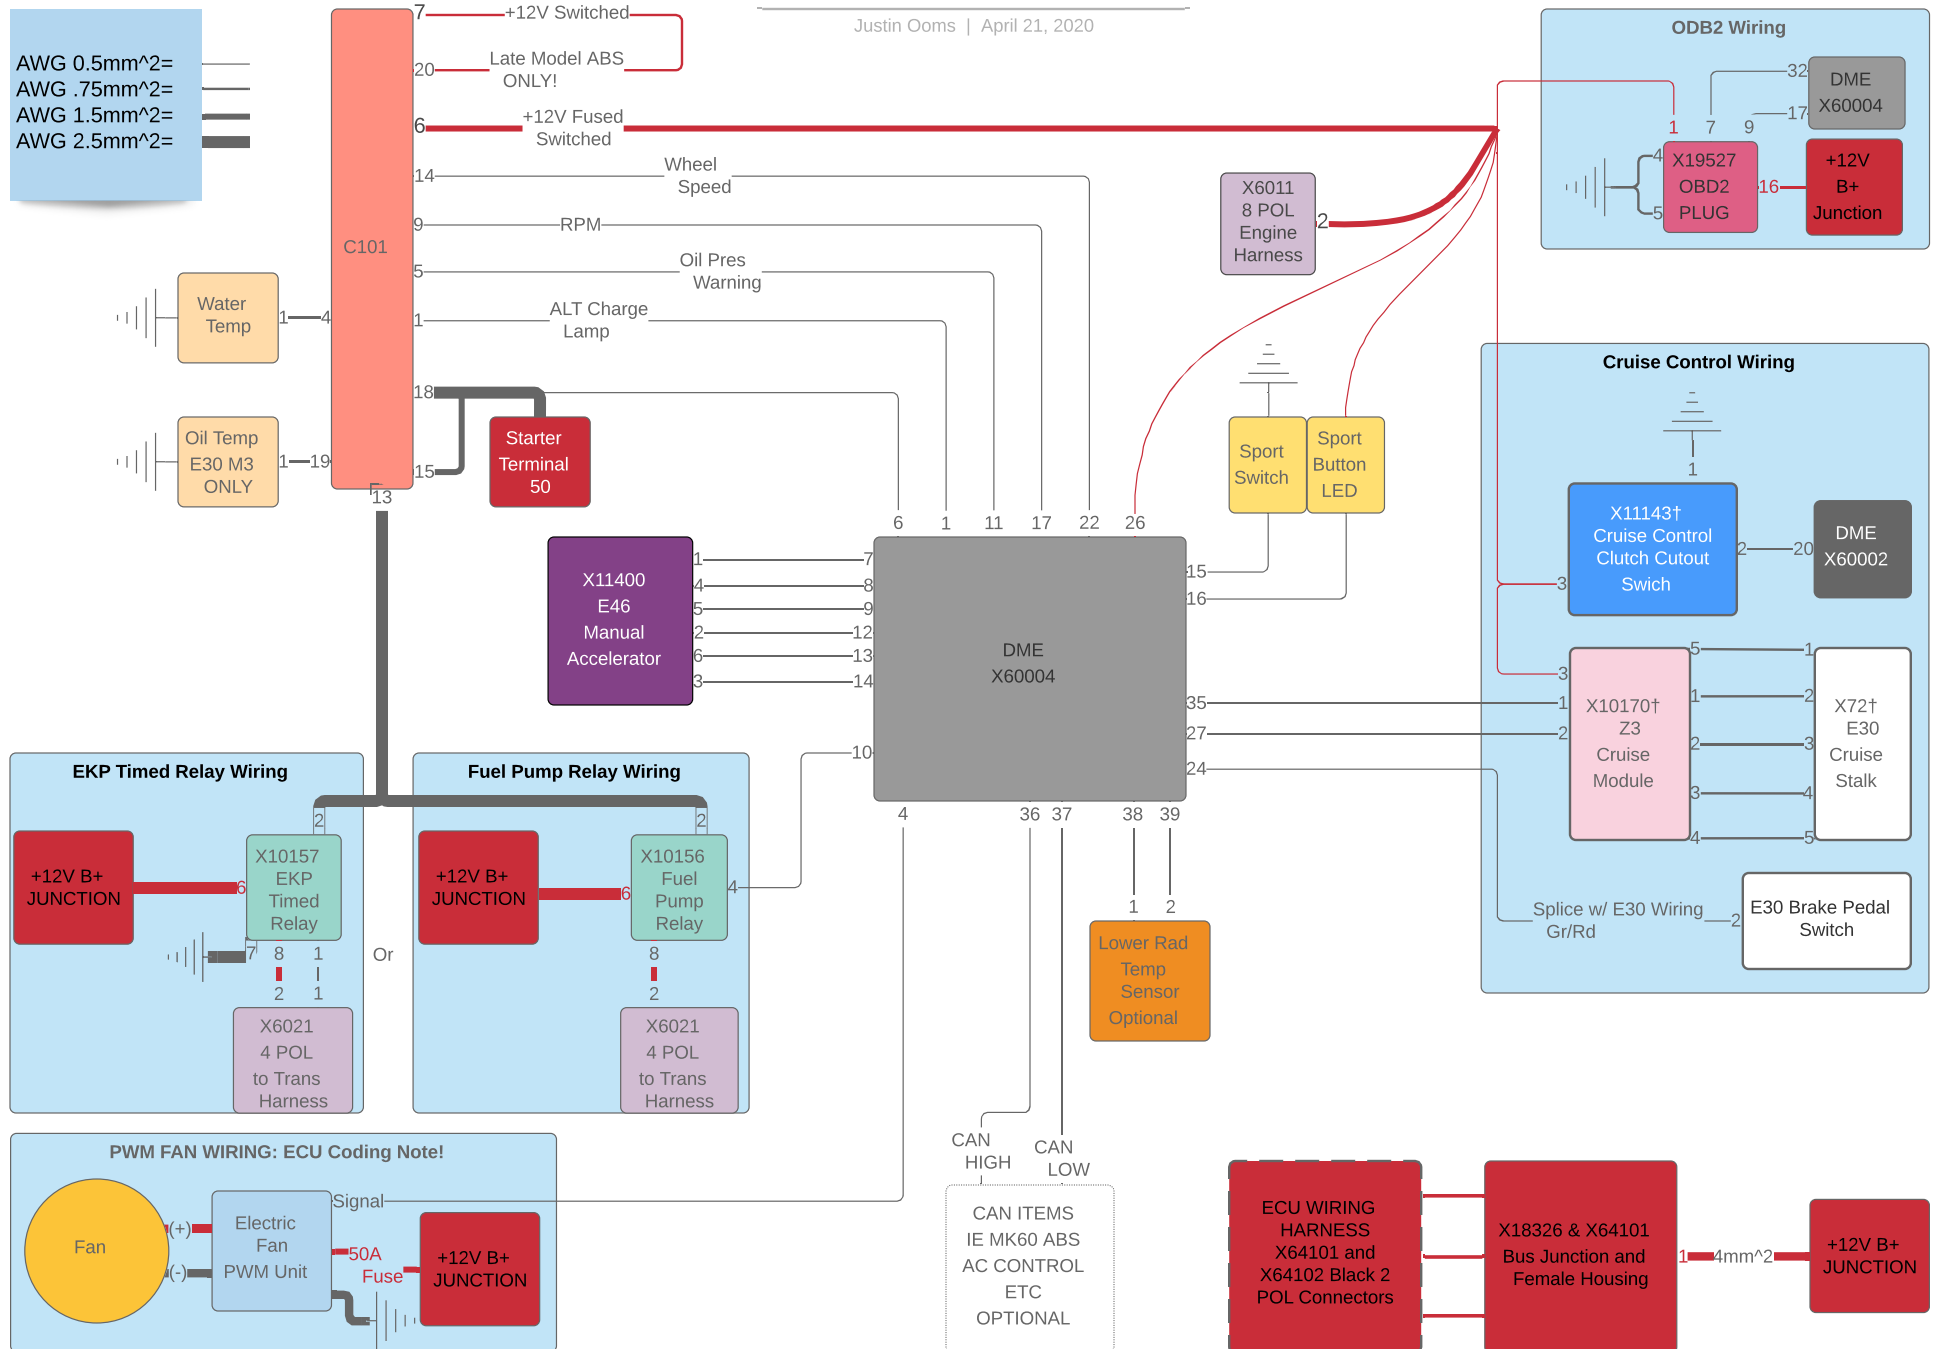 Justin Ooms | April 21, 2020
AWG 0.5mm^2=
AWG .75mm^2=
AWG 1.5mm^2=
AWG 2.5mm^2=
C101
7
+12V Switched
20
Late Model ABS
ONLY!
6
+12V Fused
Switched
14
Wheel
Speed
9
RPM
5
Oil Pres
Warning
1
ALT Charge
Lamp
18
15
13
Water
Temp
1
4
Oil Temp
E30 M3
ONLY
1
19
Starter
Terminal
50
X6011
8 POL
Engine
Harness
2
ODB2 Wiring
DME
X60004
32
17
1
7
9
X19527
OBD2
PLUG
4
5
16
+12V
B+
Junction
Sport
Switch
Sport
Button
LED
Cruise Control Wiring
1
X11143†
Cruise Control
Clutch Cutout
Swich
3
2
20
DME
X60002
X10170†
Z3
Cruise
Module
3
1
2
5
1
2
3
4
1
2
3
4
5
X72†
E30
Cruise
Stalk
Splice w/ E30 Wiring
Gr/Rd
2
E30 Brake Pedal
Switch
X11400
E46
Manual
Accelerator
1
4
5
2
6
3
7
8
9
12
13
14
10
6
1
11
17
22
26
DME
X60004
15
16
35
27
24
4
36
37
38
39
1
2
Lower Rad
Temp
Sensor
Optional
EKP Timed Relay Wiring
+12V B+
JUNCTION
6
2
X10157
EKP
Timed
Relay
7
8
1
2
1
X6021
4 POL
to Trans
Harness
Or
Fuel Pump Relay Wiring
+12V B+
JUNCTION
6
2
X10156
Fuel
Pump
Relay
4
8
2
X6021
4 POL
to Trans
Harness
PWM FAN WIRING: ECU Coding Note!
Fan
(+)
(-)
Electric
Fan
PWM Unit
Signal
50A
Fuse
+12V B+
JUNCTION
CAN
HIGH
CAN
LOW
CAN ITEMS
IE MK60 ABS
AC CONTROL
ETC
OPTIONAL
ECU WIRING
HARNESS
X64101 and
X64102 Black 2
POL Connectors
X18326 & X64101
Bus Junction and
Female Housing
1
4mm^2
+12V B+
JUNCTION